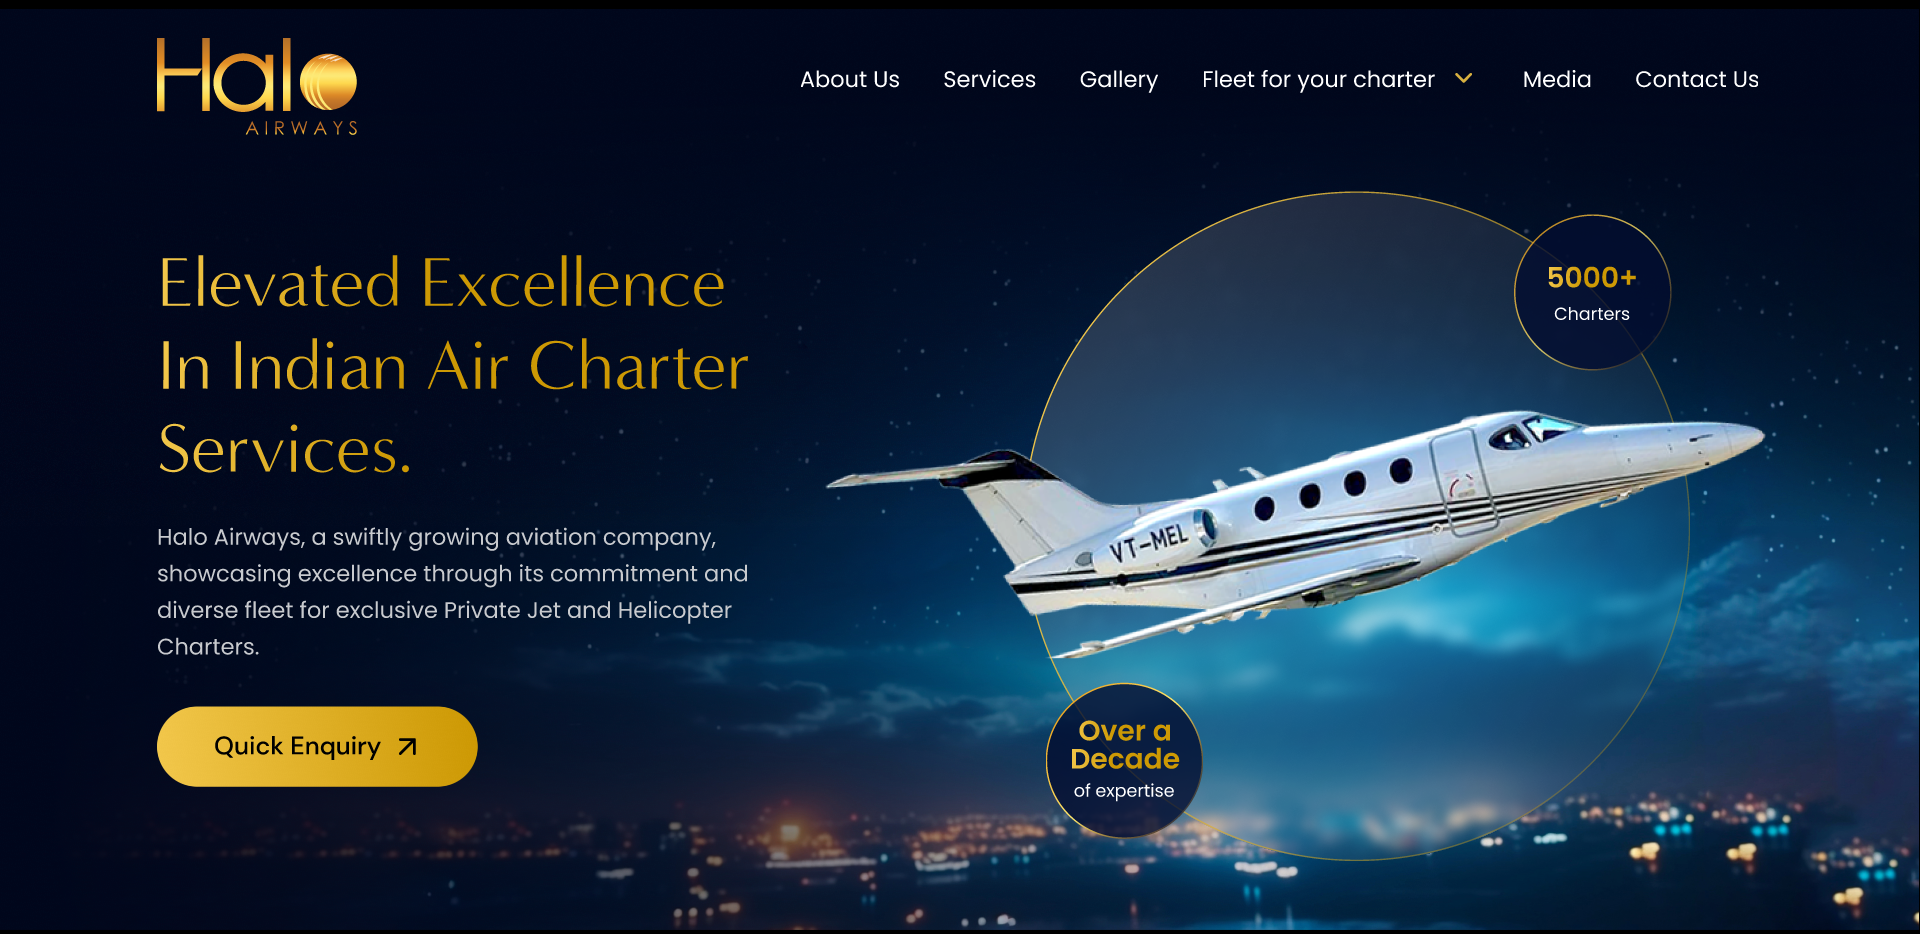 Halo
AIRWAYS
About Us
Services
Gallery
Fleet for your charter
Media
Contact Us
Elevated Excellence
In Indian Air Charter
Services.
Halo Airways, a swiftly growing aviation company,
showcasing excellence through its commitment and
diverse fleet for exclusive Private Jet and Helicopter
Charters.
Quick Enquiry
5000+
Charters
VT-MEL
Over a
Decade
of expertise